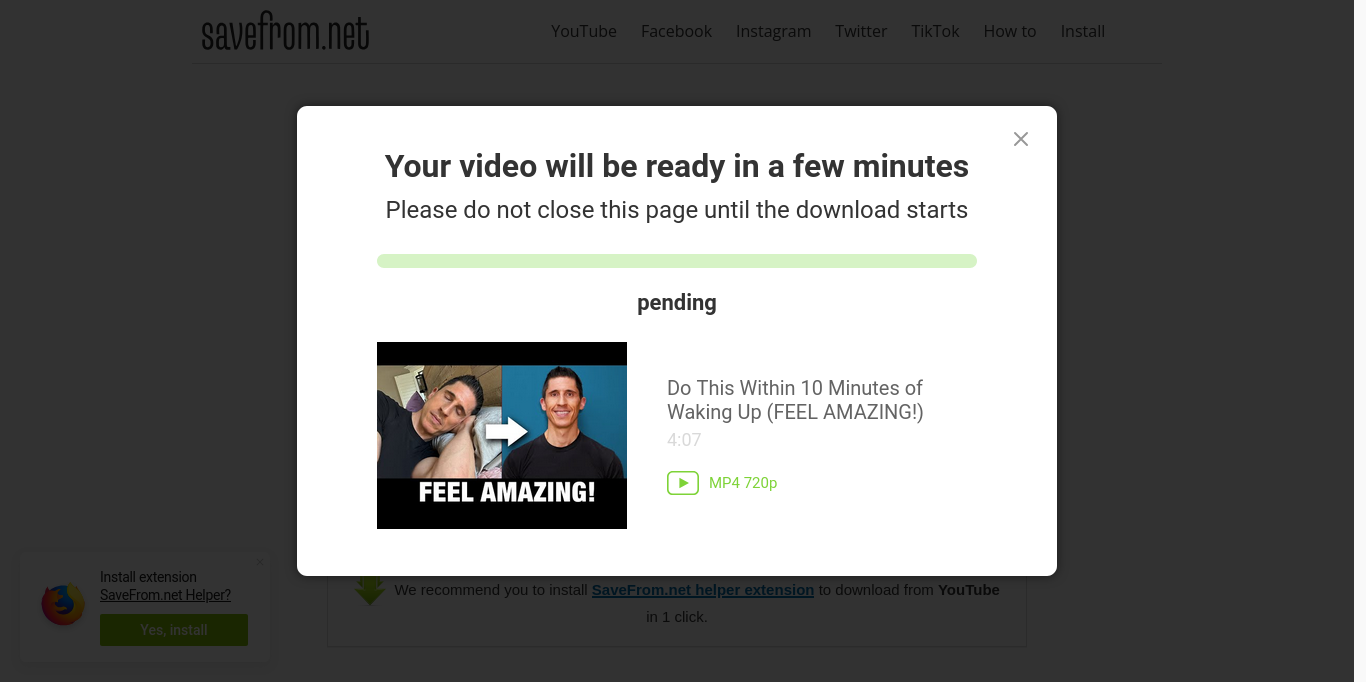 savefrom.net
YouTube Facebook Instagram Twitter TikTok How to Install
Your video will be ready in a few minutes
Please do not close this page until the download starts
pending
FEEL AMAZING!
Do This Within 10 Minutes of
Waking Up (FEEL AMAZING!)
4:07
MP4 720p
Install extension
SaveFrom.net Helper?
Yes, install
We recommend you to install SaveFrom.net helper extension to download from YouTube
in 1 click.